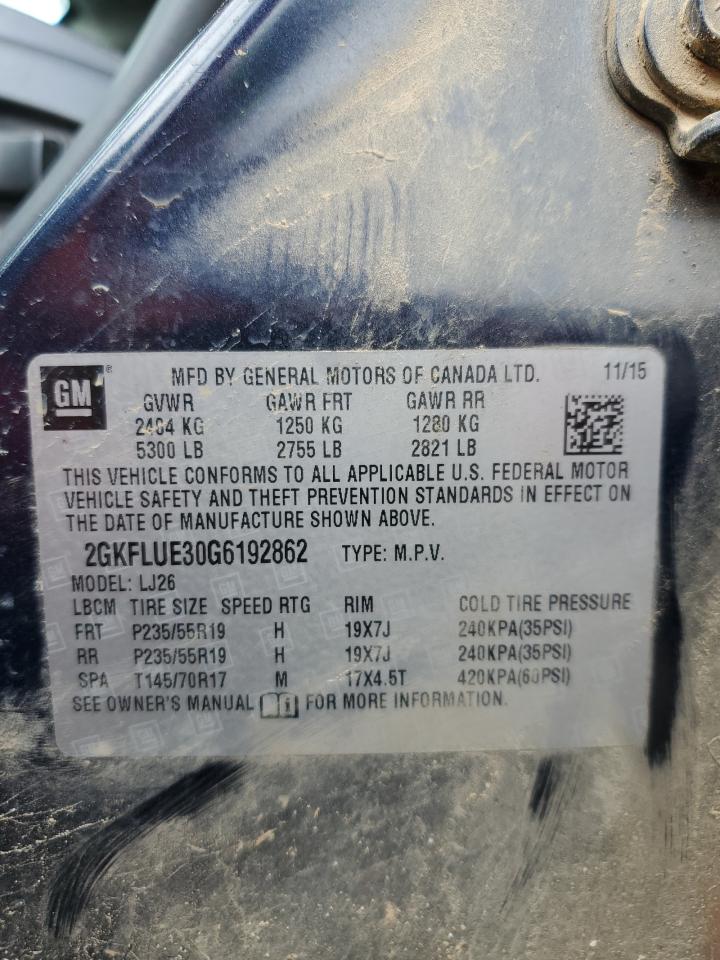 GM
MFD BY GENERAL MOTORS OF CANADA LTD. 11/15
GVWR GAWR FRT GAWR RR
2404 KG 1250 KG 1280 KG
5300 LB 2755 LB 2821 LB
THIS VEHICLE CONFORMS TO ALL APPLICABLE U.S. FEDERAL MOTOR
VEHICLE SAFETY AND THEFT PREVENTION STANDARDS IN EFFECT ON
THE DATE OF MANUFACTURE SHOWN ABOVE.
2GKFLUE30G6192862 TYPE: M.P.V.
MODEL: LJ26
LBCM TIRE SIZE SPEED RTG RIM COLD TIRE PRESSURE
FRT P235/55R19 H 19X7J 240KPA(35PSI)
RR P235/55R19 H 19X7J 240KPA(35PSI)
SPA T145/70R17 M 17X4.5T 420KPA(60PSI)
SEE OWNER'S MANUAL FOR MORE INFORMATION.